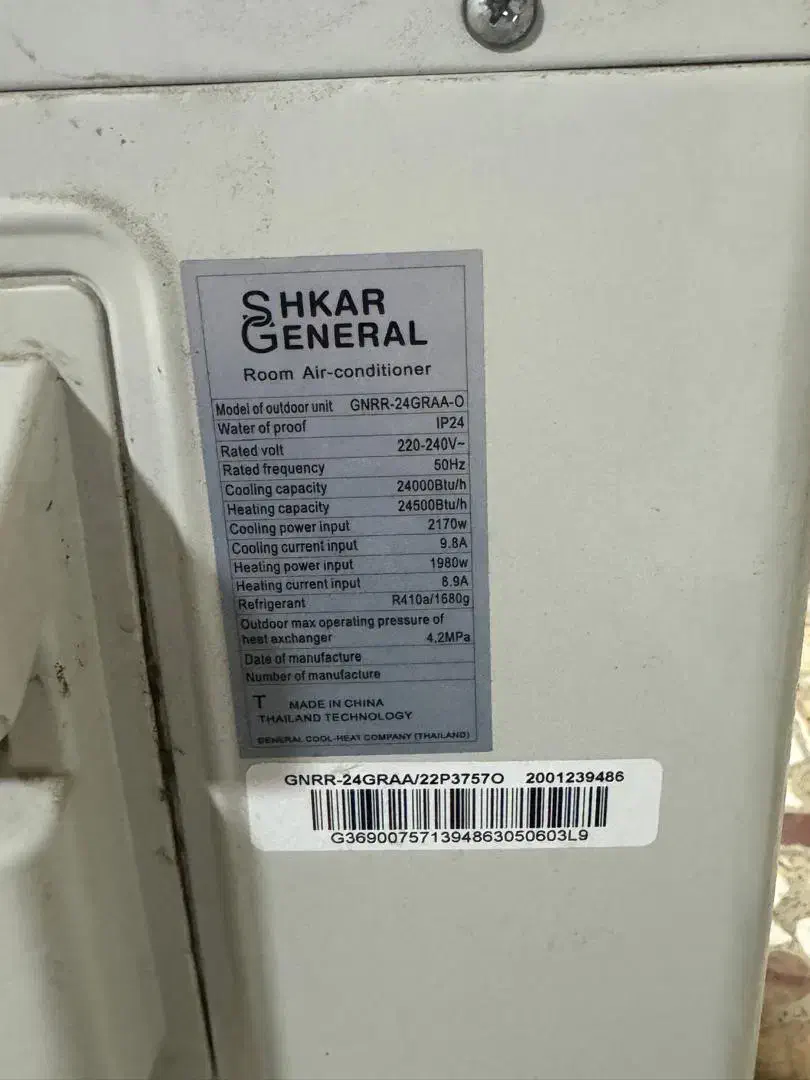 SHKAR
GENERAL
Room Air-conditioner
Model of outdoor unit GNRR-24GRAA-O
Water of proof IP24
Rated volt 220-240V~
Rated frequency 50Hz
Cooling capacity 24000Btu/h
Heating capacity 24500Btu/h
Cooling power input 2170w
Cooling current input 9.8A
Heating power input 1980w
Heating current input 8.9A
Refrigerant R410a/1680g
Outdoor max operating pressure of
heat axchanger 4.2MPa
Date of manufacture
Number of manufacture
T MADE IN CHINA
THAILAND TECHNOLOGY
GENERAL COOL-HEAT COMPANY (THAILAND)
GNRR-24GRAA/22P3757O 2001239486
G369007571394863050603L9